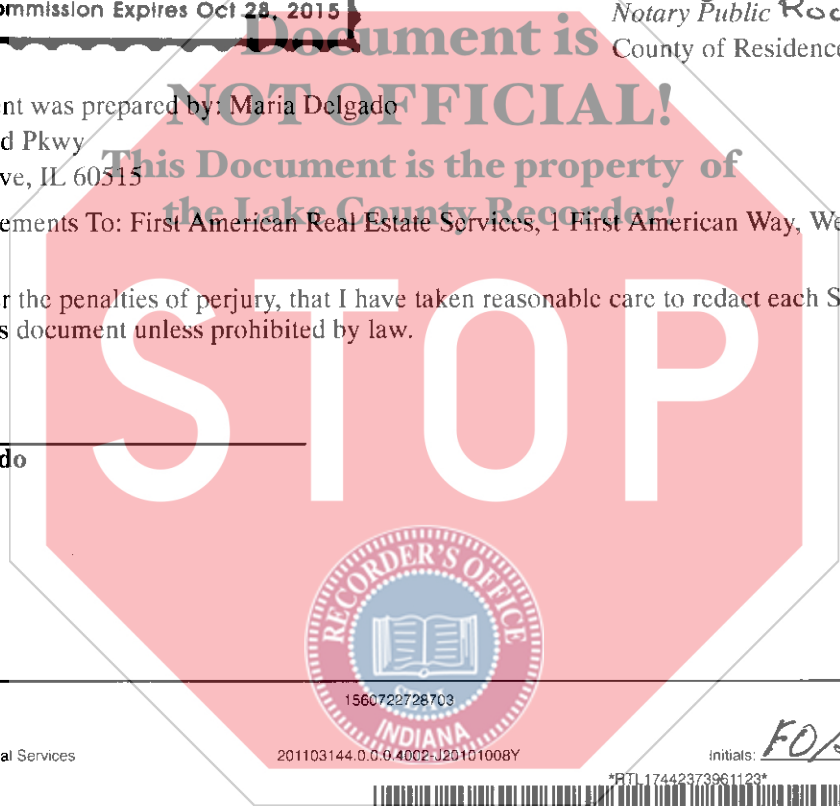 ommission Expires Oct 28, 2015
Notary Public
County of Residence
Document is
NOT OFFICIAL!
This Document is the property of
the Lake County Recorder!
nt was prepared by: Maria Delgado
d Pkwy
ve, IL 60515
ements To: First American Real Estate Services, 1 First American Way, We
r the penalties of perjury, that I have taken reasonable care to redact each S
s document unless prohibited by law.
STOP
do
RECORDER'S OFFICE
SEAL
INDIANA
1560722728703
al Services
201103144.0.0.0.4002-J20101008Y
Initials:
*RTL17442373961123*